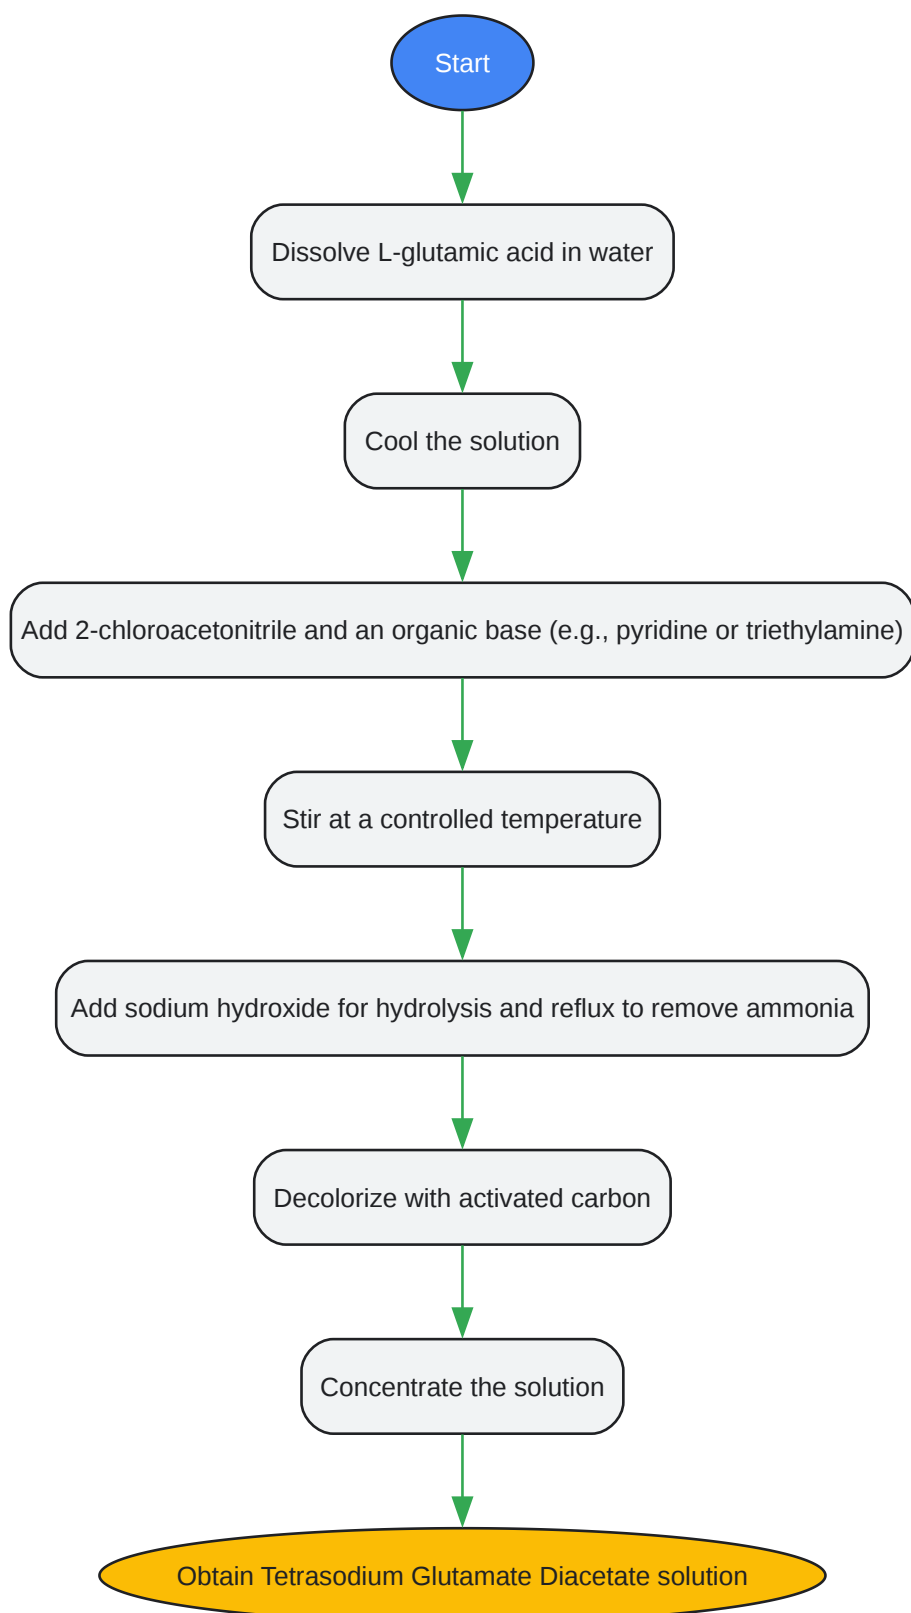 Start
Dissolve L-glutamic acid in water
Cool the solution
Add 2-chloroacetonitrile and an organic base (e.g., pyridine or triethylamine)
Stir at a controlled temperature
Add sodium hydroxide for hydrolysis and reflux to remove ammonia
Decolorize with activated carbon
Concentrate the solution
Obtain Tetrasodium Glutamate Diacetate solution